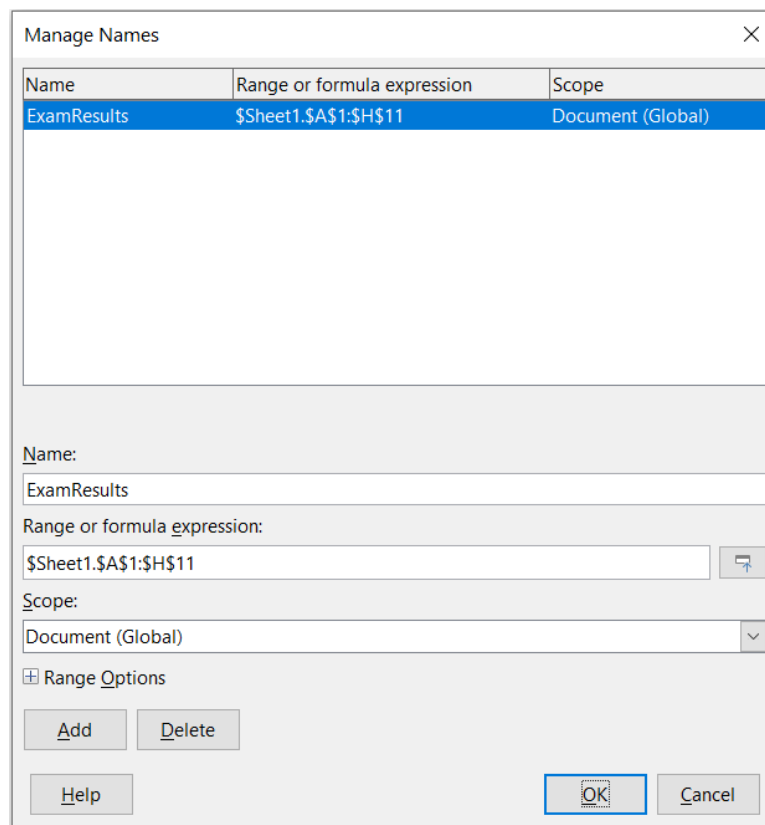 Manage Names
Name Range or formula expression Scope
ExamResults $Sheet1.$A$1:$H$11 Document (Global)
Name:
ExamResults
Range or formula expression:
$Sheet1.$A$1:$H$11
Scope:
Document (Global)
Range Options
Add Delete
Help OK Cancel